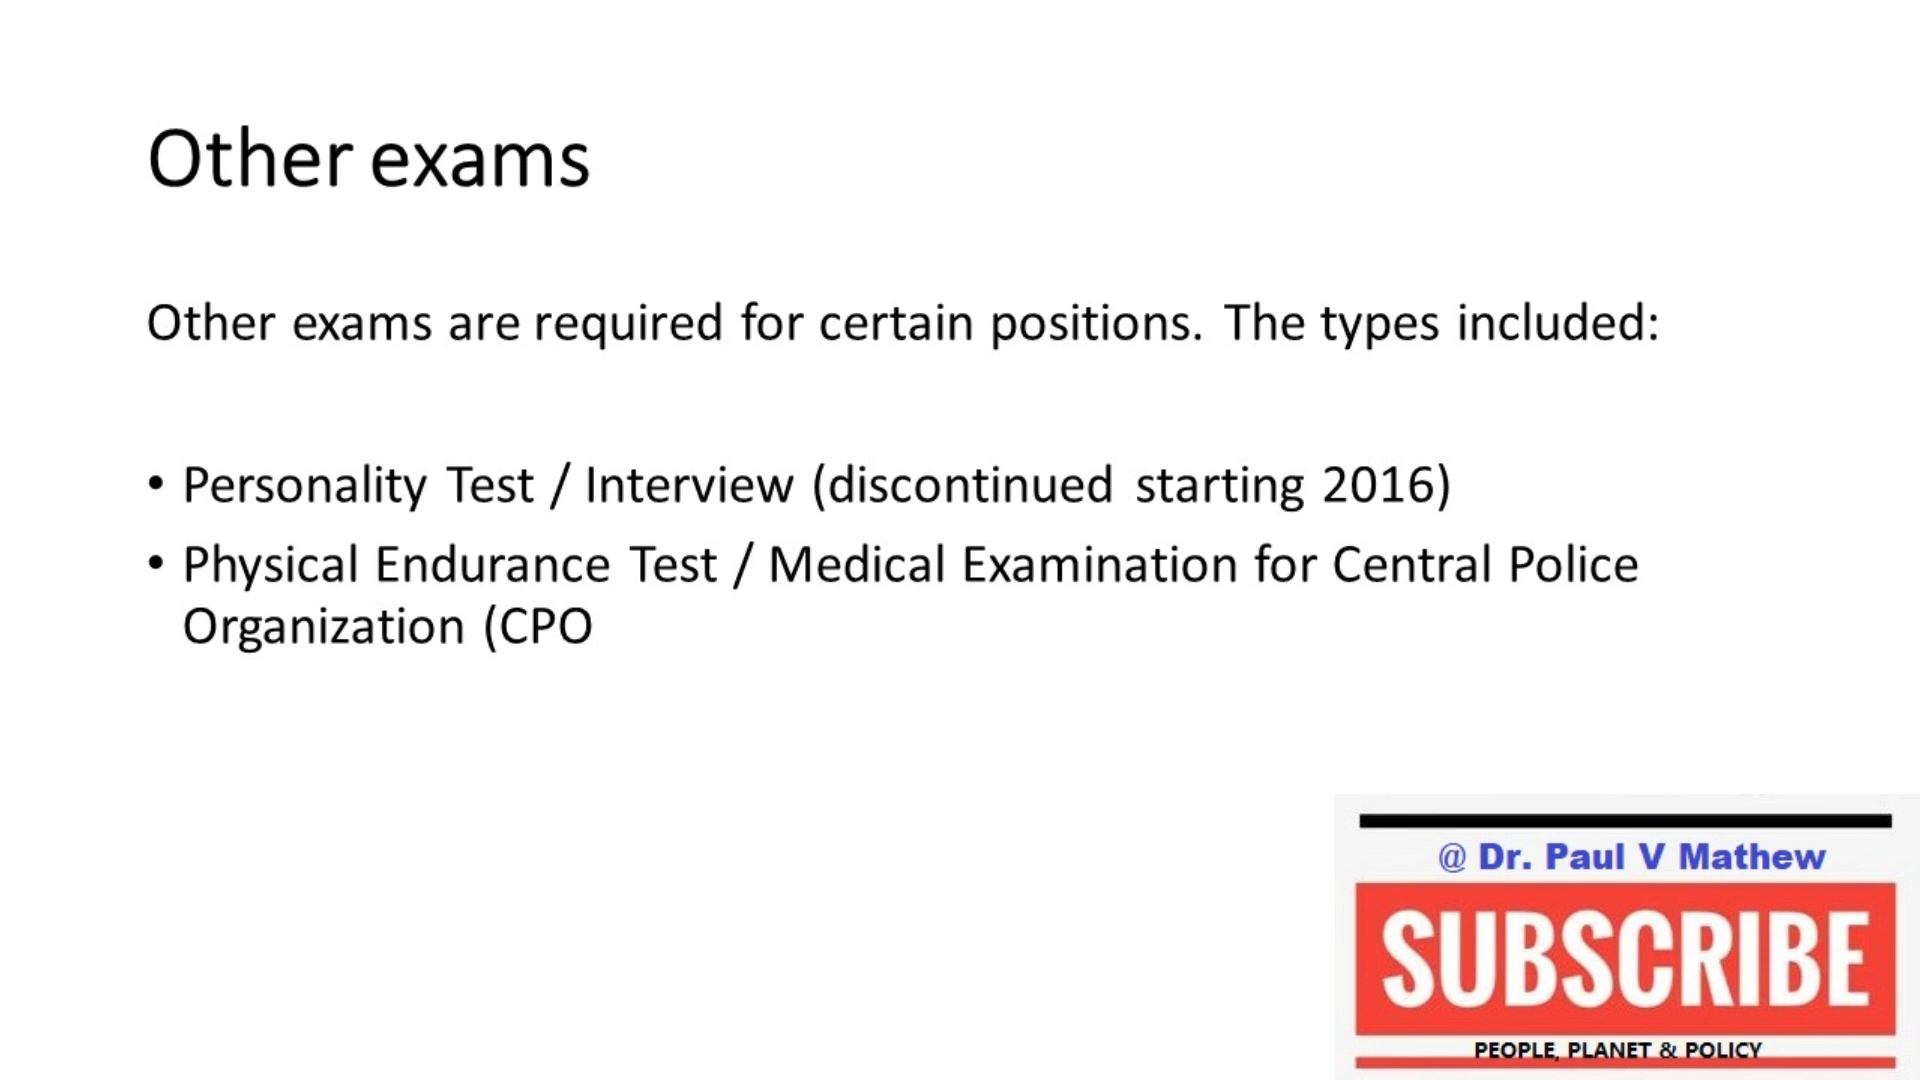 Other exams
Other exams are required for certain positions. The types included:
• Personality Test / Interview (discontinued starting 2016)
• Physical Endurance Test / Medical Examination for Central Police
Organization (CPO
@ Dr. Paul V Mathew
SUBSCRIBE
PEOPLE, PLANET & POLICY